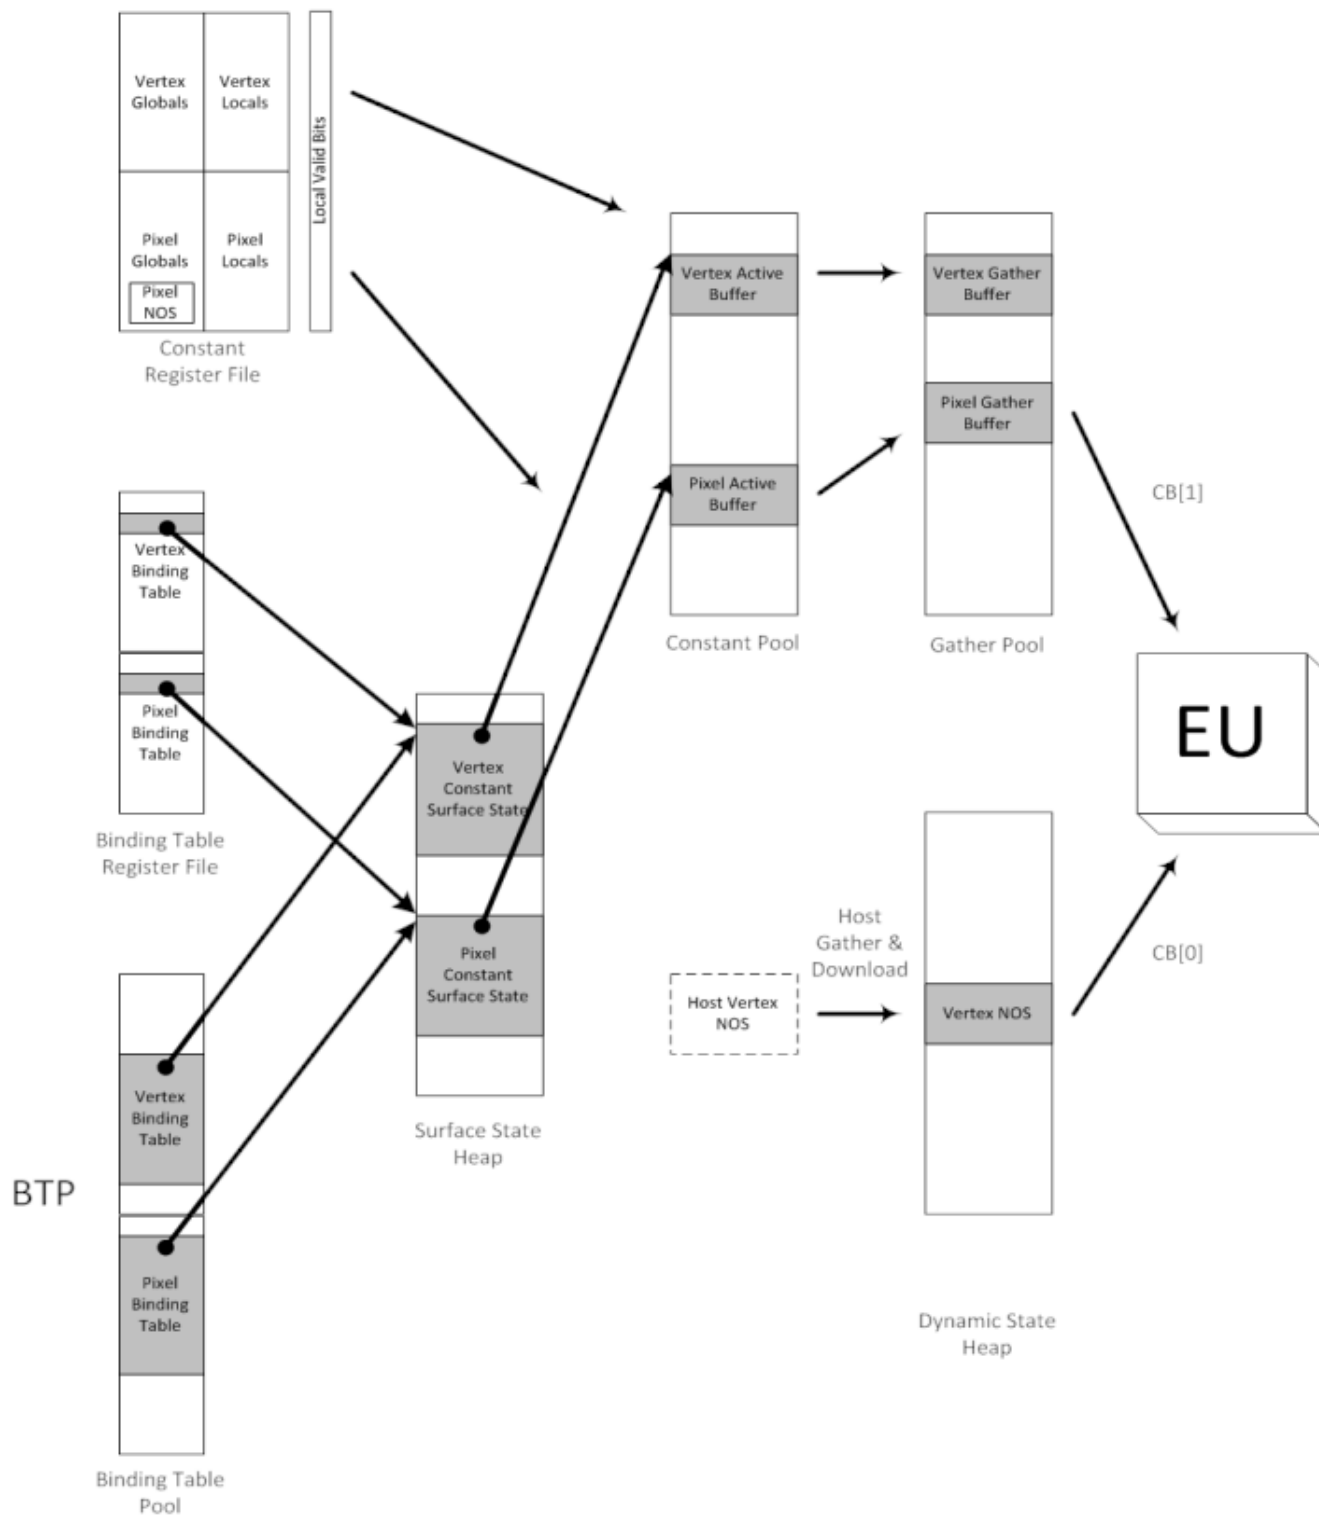 Vertex
Globals
Vertex
Locals
Local Valid Bits
Pixel
Globals
Pixel
Locals
Pixel
NOS
Constant
Register File
Vertex Active
Buffer
Vertex Gather
Buffer
Pixel Gather
Buffer
Pixel Active
Buffer
CB[1]
Constant Pool
Gather Pool
Vertex
Binding
Table
Pixel
Binding
Table
Binding Table
Register File
EU
Vertex
Constant
Surface State
Pixel
Constant
Surface State
Surface State
Heap
Host
Gather &
Download
CB[0]
Host Vertex
NOS
Vertex NOS
Dynamic State
Heap
BTP
Vertex
Binding
Table
Pixel
Binding
Table
Binding Table
Pool